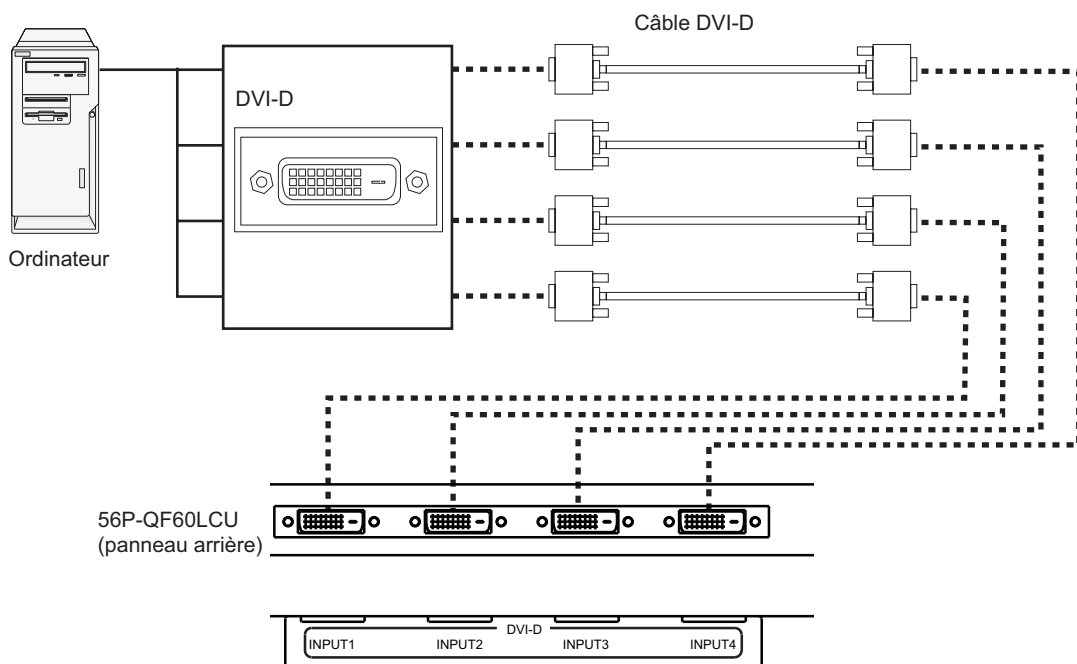 Câble DVI-D
DVI-D
Ordinateur
56P-QF60LCU
(panneau arrière)
DVI-D
INPUT1
INPUT2
INPUT3
INPUT4